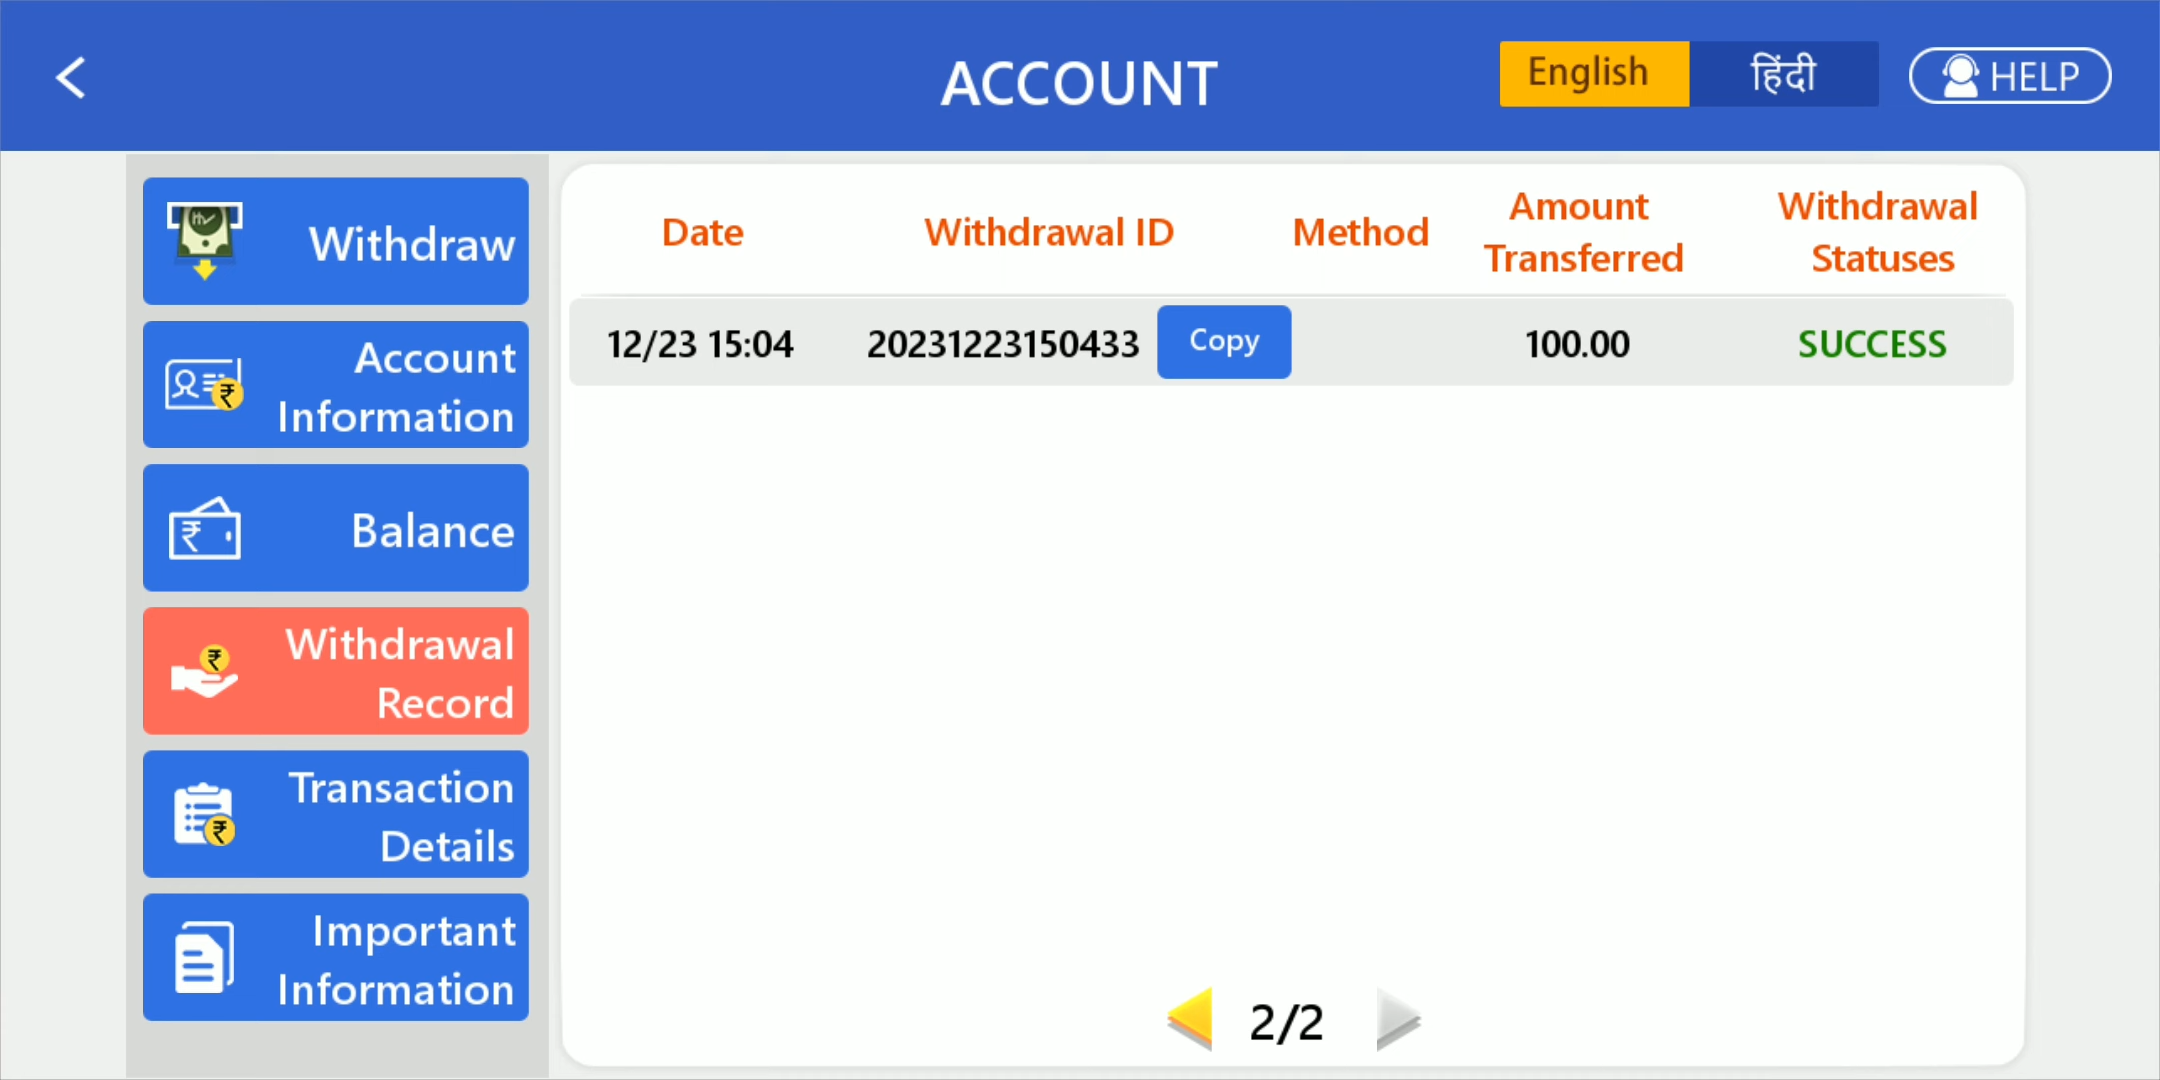 ACCOUNT
English
हिंदी
HELP
Withdraw
Account
Information
Balance
Withdrawal
Record
Transaction
Details
Important
Information
Date
Withdrawal ID
Method
Amount
Transferred
Withdrawal
Statuses
12/23 15:04
20231223150433
Copy
100.00
SUCCESS
2/2